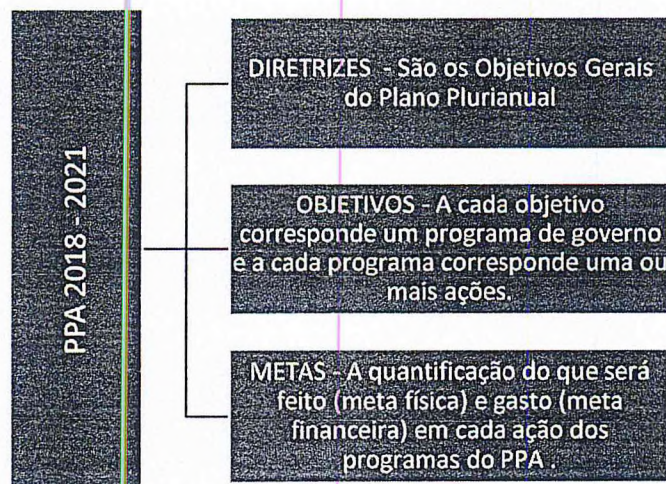 PPA 2018 - 2021
DIRETRIZES - São os Objetivos Gerais
do Plano Plurianual
OBJETIVOS - A cada objetivo
corresponde um programa de governo
e a cada programa corresponde uma ou
mais ações.
METAS - A quantificação do que será
feito (meta física) e gasto (meta
financeira) em cada ação dos
programas do PPA .